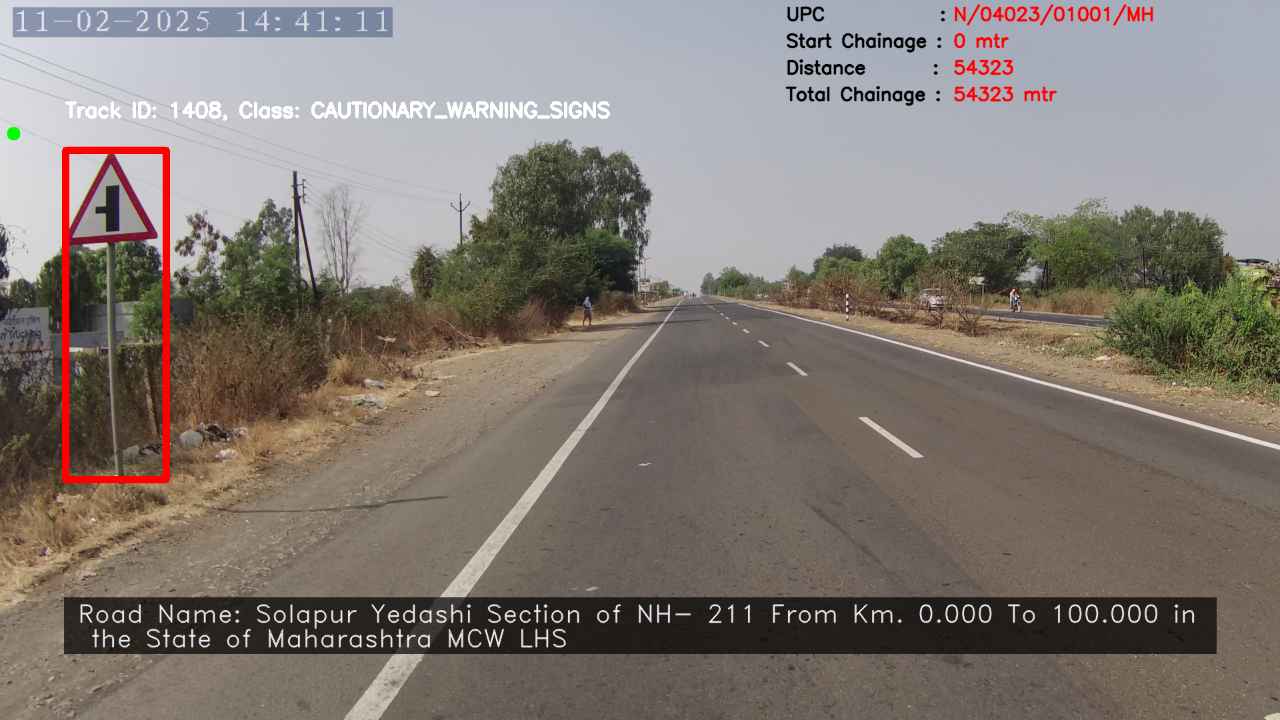 11-02-2025 14:41:11
UPC : N/04023/01001/MH
Start Chainage : 0 mtr
Distance : 54323
Total Chainage : 54323 mtr
Track ID: 1408, Class: CAUTIONARY_WARNING_SIGNS
Road Name: Solapur Yedashi Section of NH- 211 From Km. 0.000 To 100.000 in
the State of Maharashtra MCW LHS